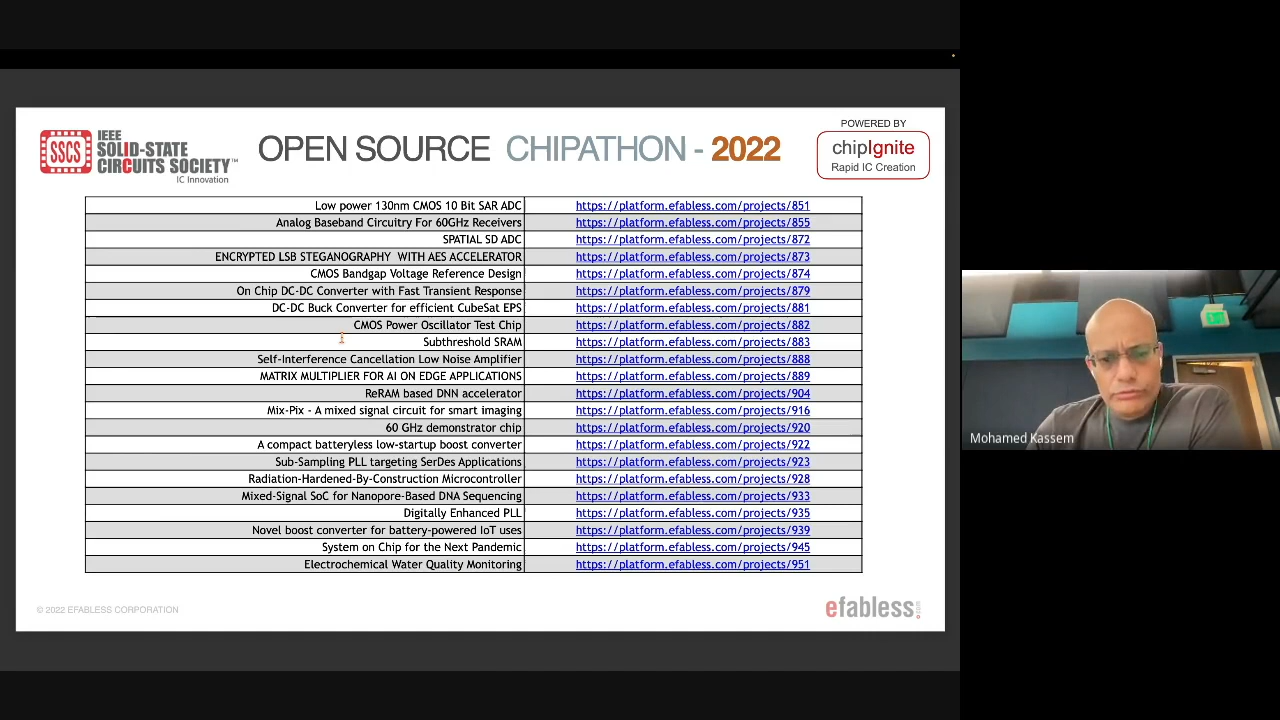 IEEE
SSCS SOLID-STATE
CIRCUITS SOCIETY™
IC Innovation
OPEN SOURCE CHIPATHON - 2022
POWERED BY
chipIgnite
Rapid IC Creation
Low power 130nm CMOS 10 Bit SAR ADC https://platform.efabless.com/projects/851
Analog Baseband Circuitry For 60GHz Receivers https://platform.efabless.com/projects/855
SPATIAL SD ADC https://platform.efabless.com/projects/872
ENCRYPTED LSB STEGANOGRAPHY WITH AES ACCELERATOR https://platform.efabless.com/projects/873
CMOS Bandgap Voltage Reference Design https://platform.efabless.com/projects/874
On Chip DC-DC Converter with Fast Transient Response https://platform.efabless.com/projects/879
DC-DC Buck Converter for efficient CubeSat EPS https://platform.efabless.com/projects/881
CMOS Power Oscillator Test Chip https://platform.efabless.com/projects/882
Subthreshold SRAM https://platform.efabless.com/projects/883
Self-Interference Cancellation Low Noise Amplifier https://platform.efabless.com/projects/888
MATRIX MULTIPLIER FOR AI ON EDGE APPLICATIONS https://platform.efabless.com/projects/889
ReRAM based DNN accelerator https://platform.efabless.com/projects/904
Mix-Pix - A mixed signal circuit for smart imaging https://platform.efabless.com/projects/916
60 GHz demonstrator chip https://platform.efabless.com/projects/920
A compact batteryless low-startup boost converter https://platform.efabless.com/projects/922
Sub-Sampling PLL targeting SerDes Applications https://platform.efabless.com/projects/923
Radiation-Hardened-By-Construction Microcontroller https://platform.efabless.com/projects/928
Mixed-Signal SoC for Nanopore-Based DNA Sequencing https://platform.efabless.com/projects/933
Digitally Enhanced PLL https://platform.efabless.com/projects/935
Novel boost converter for battery-powered IoT uses https://platform.efabless.com/projects/939
System on Chip for the Next Pandemic https://platform.efabless.com/projects/945
Electrochemical Water Quality Monitoring https://platform.efabless.com/projects/951
© 2022 EFABLESS CORPORATION
efabless.com
Mohamed Kassem